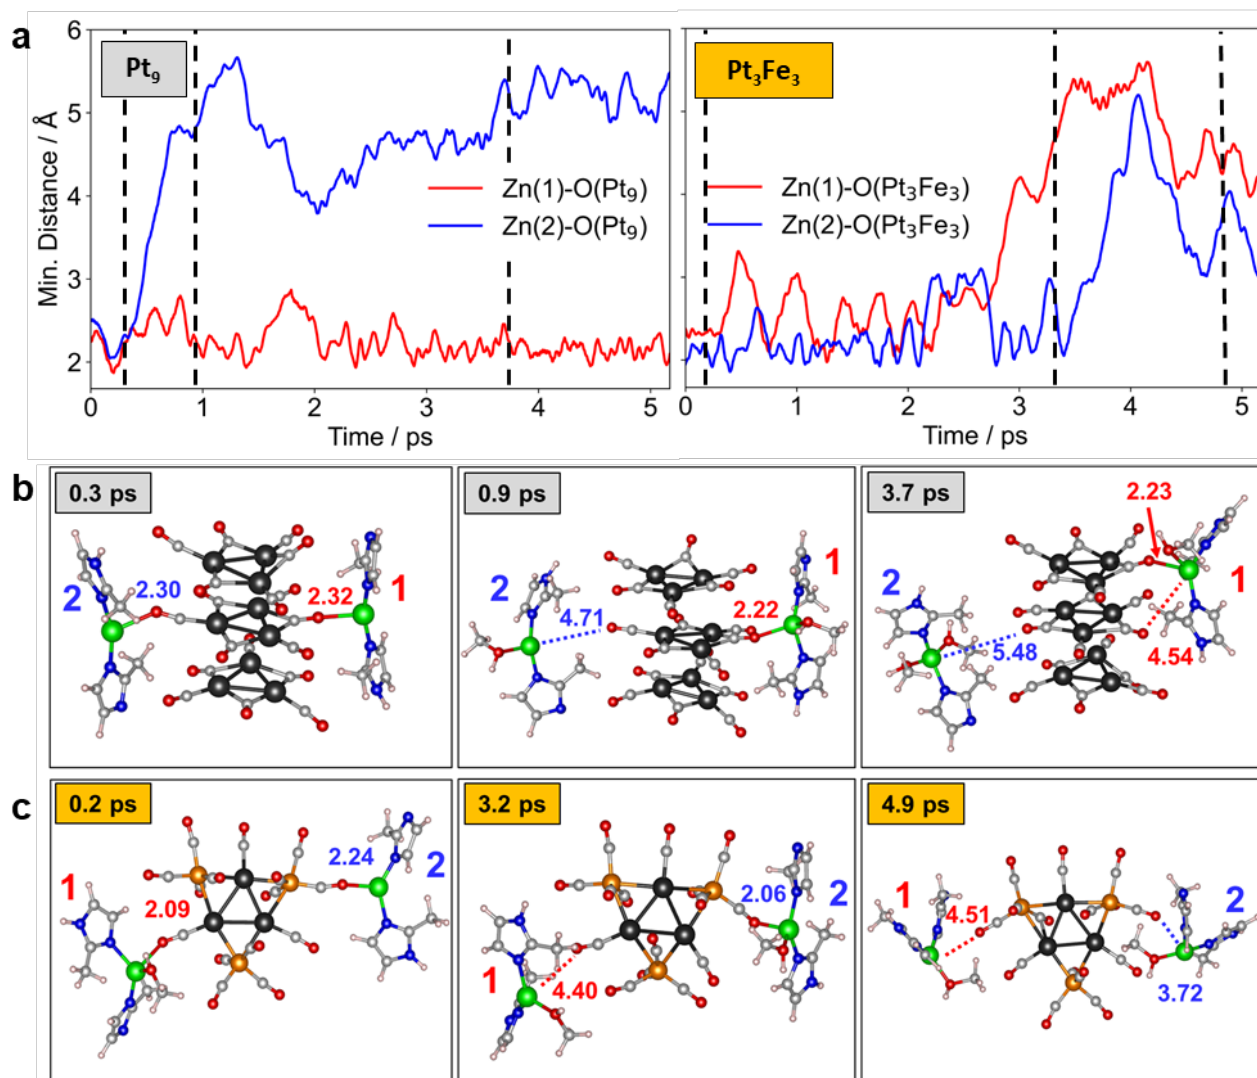 a
6
5
4
3
2
Min. Distance / Å
Pt₉
Zn(1)-O(Pt₉)
Zn(2)-O(Pt₉)
0 1 2 3 4 5
Time / ps
Pt₃Fe₃
Zn(1)-O(Pt₃Fe₃)
Zn(2)-O(Pt₃Fe₃)
0 1 2 3 4 5
Time / ps
b
0.3 ps
2
2.30
2.32
1
0.9 ps
2
4.71
2.22
1
3.7 ps
2.23
1
2
5.48
4.54
c
0.2 ps
1
2.09
2.24
2
3.2 ps
1
4.40
2.06
2
4.9 ps
1
4.51
2
3.72